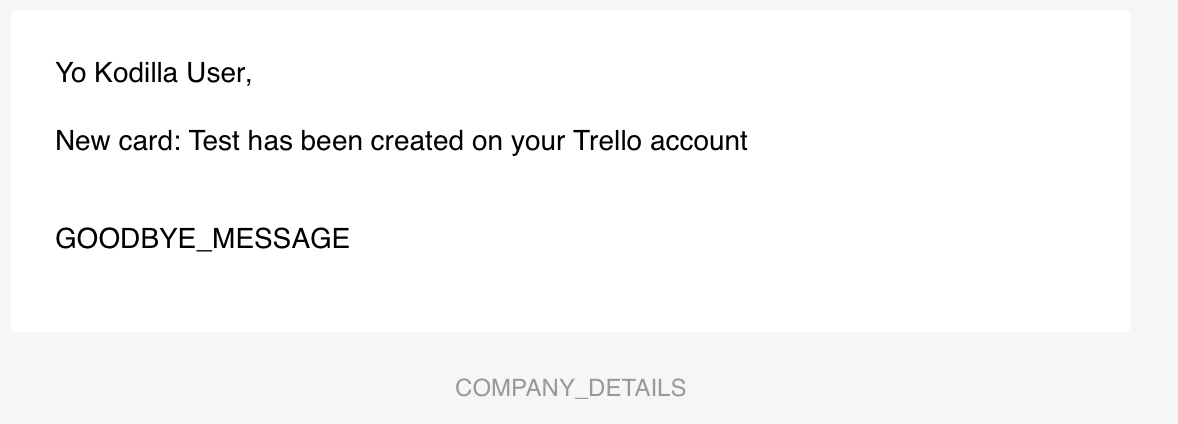 Yo Kodilla User,
New card: Test has been created on your Trello account
GOODBYE_MESSAGE
COMPANY_DETAILS